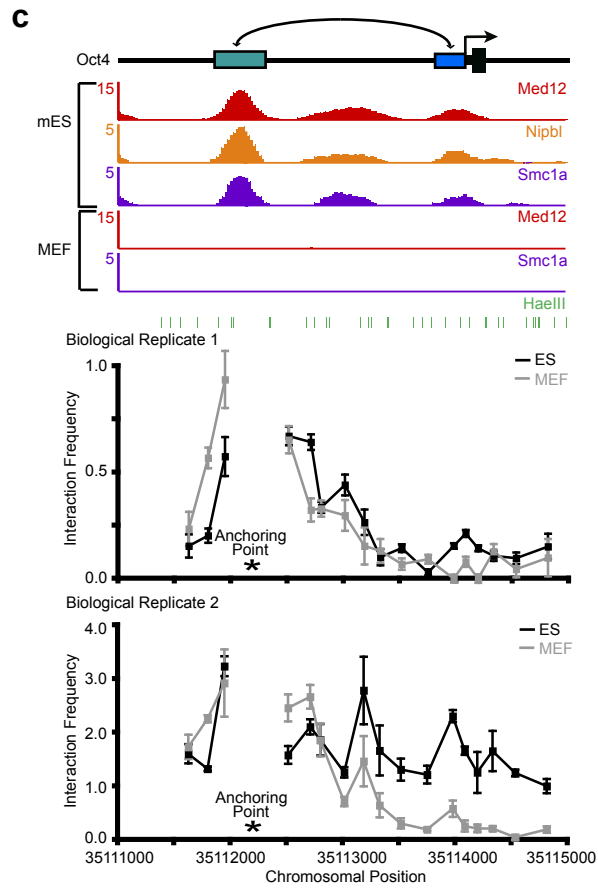 c
Oct4
mES
15
Med12
5
Nipbl
5
Smc1a
MEF
15
Med12
5
Smc1a
HaeIII
Biological Replicate 1
Interaction Frequency
1.0
0.5
0.0
ES
MEF
Anchoring
Point
*
Biological Replicate 2
Interaction Frequency
4.0
3.0
2.0
1.0
0.0
ES
MEF
Anchoring
Point
*
35111000 35112000 35113000 35114000 35115000
Chromosomal Position